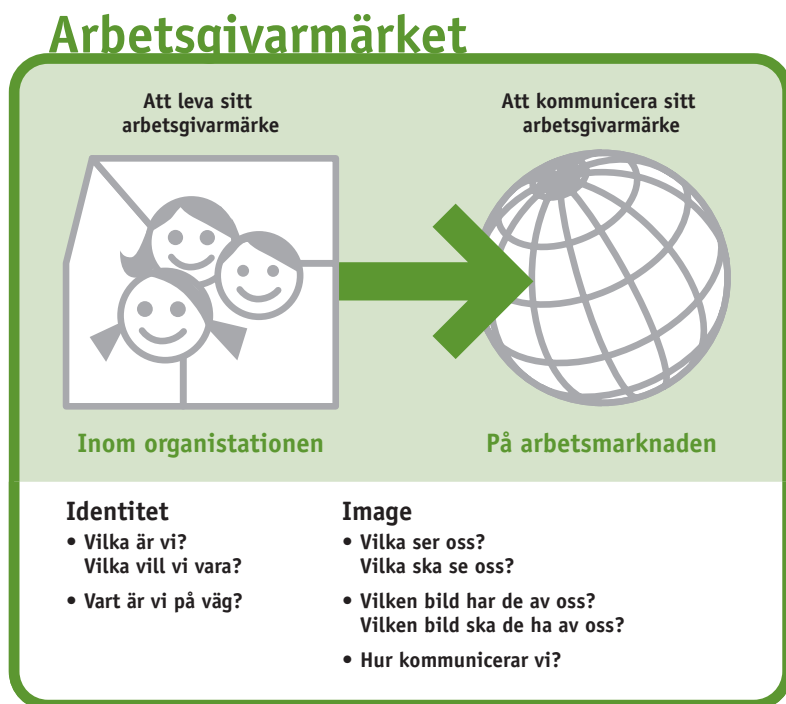 Arbetsgivarmärket
Att leva sitt
arbetsgivarmärke
Att kommunicera sitt
arbetsgivarmärke
Inom organistationen
På arbetsmarknaden
Identitet
• Vilka är vi?
Vilka vill vi vara?
• Vart är vi på väg?
Image
• Vilka ser oss?
Vilka ska se oss?
• Vilken bild har de av oss?
Vilken bild ska de ha av oss?
• Hur kommunicerar vi?